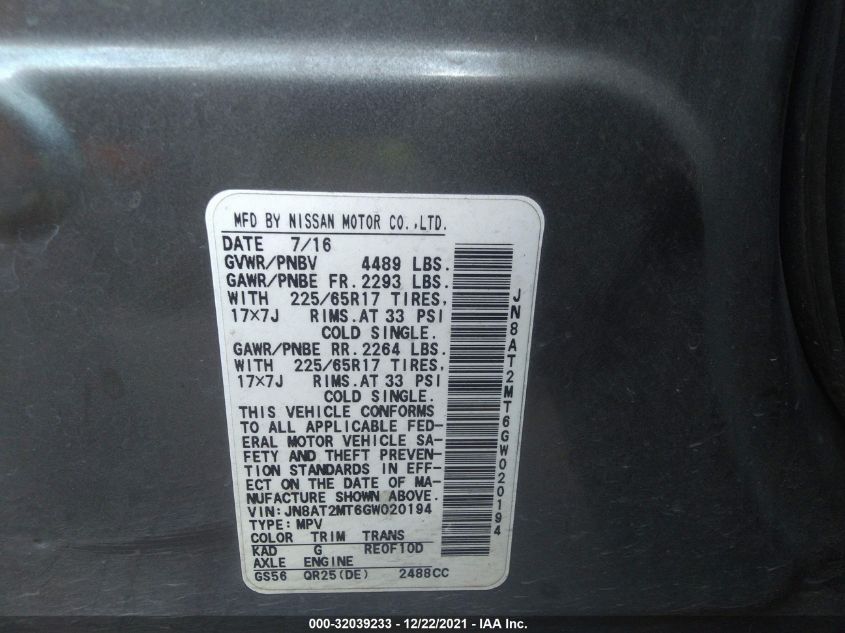 MFD BY NISSAN MOTOR CO.,LTD.
DATE 7/16
GVWR/PNBV 4489 LBS.
GAWR/PNBE FR.2293 LBS.
WITH 225/65R17 TIRES,
17×7J RIMS.AT 33 PSI
COLD SINGLE.
GAWR/PNBE RR.2264 LBS.
WITH 225/65R17 TIRES,
17×7J RIMS.AT 33 PSI
COLD SINGLE.
THIS VEHICLE CONFORMS
TO ALL APPLICABLE FED-
ERAL MOTOR VEHICLE SA-
FETY AND THEFT PREVEN-
TION STANDARDS IN EFF-
ECT ON THE DATE OF MA-
NUFACTURE SHOWN ABOVE.
VIN:JN8AT2MT6GW020194
TYPE:MPV
COLOR TRIM TRANS
KAD G RE0F10D
AXLE ENGINE
GS56 QR25(DE) 2488CC
JN8AT2MT6GW020194
000-32039233 - 12/22/2021 - IAA Inc.